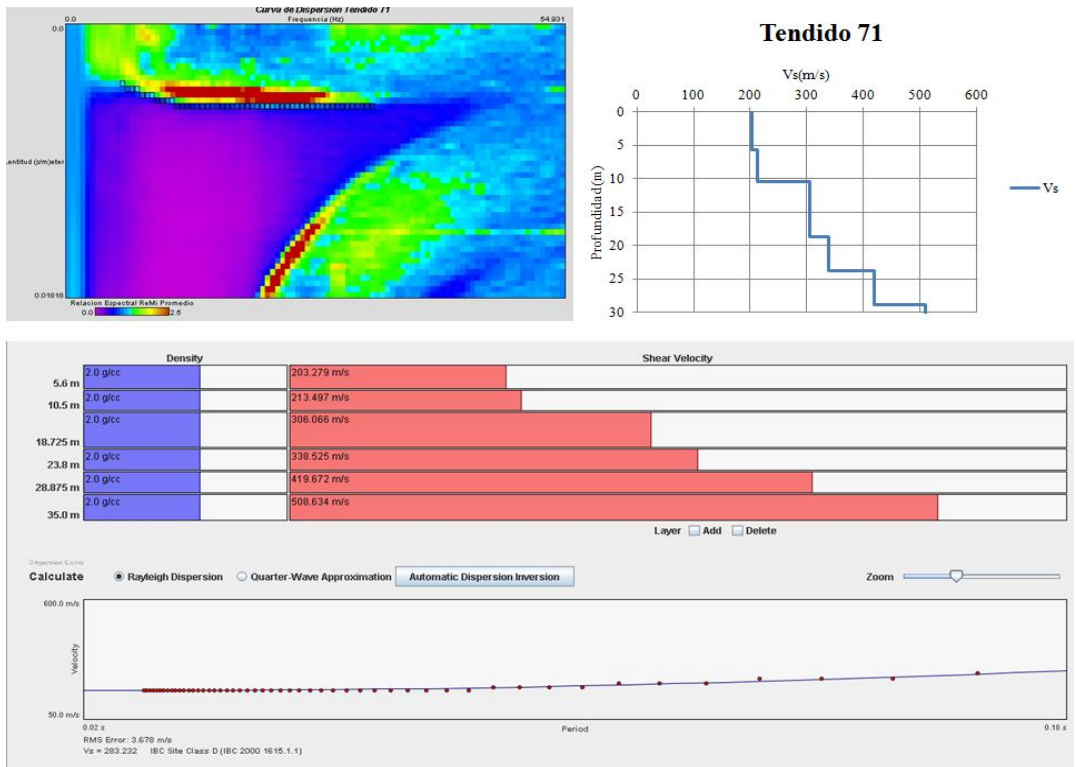 Curva de Dispersion Tendido 71
0.0 Frequencia (Hz) 54.931
0.0
.entitud (s/m)eter
0.01818
Relacion Espectral ReMi Promedio
0.0 2.5
Tendido 71
Vs(m/s)
0 100 200 300 400 500 600
0
5
10
15
20
25
30
Profundidad(m)
Vs
Density Shear Velocity
5.6 m 2.0 g/cc 203.279 m/s
10.5 m 2.0 g/cc 213.497 m/s
18.725 m 2.0 g/cc 306.066 m/s
23.8 m 2.0 g/cc 338.525 m/s
28.875 m 2.0 g/cc 419.672 m/s
35.0 m 2.0 g/cc 508.634 m/s
Layer Add Delete
Dispersion Curve
Calculate Rayleigh Dispersion Quarter-Wave Approximation Automatic Dispersion Inversion Zoom
600.0 m/s
Velocity
50.0 m/s
0.02 s Period 0.18 s
RMS Error: 3.678 m/s
Vs = 283.232 IBC Site Class D (IBC 2000 1615.1.1)